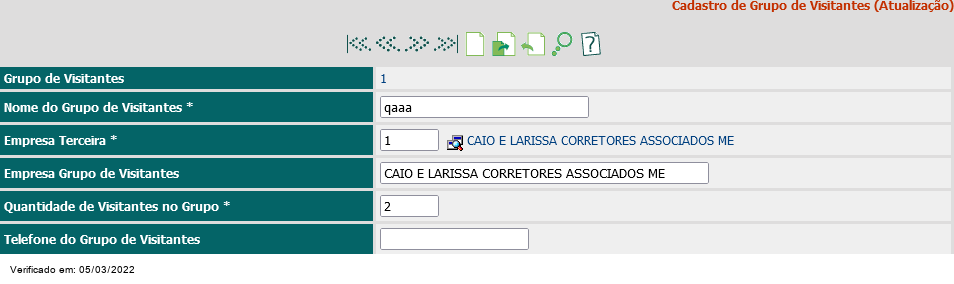 Cadastro de Grupo de Visitantes (Atualização)
Grupo de Visitantes 1
Nome do Grupo de Visitantes * qaaa
Empresa Terceira * 1 CAIO E LARISSA CORRETORES ASSOCIADOS ME
Empresa Grupo de Visitantes CAIO E LARISSA CORRETORES ASSOCIADOS ME
Quantidade de Visitantes no Grupo * 2
Telefone do Grupo de Visitantes
Verificado em: 05/03/2022